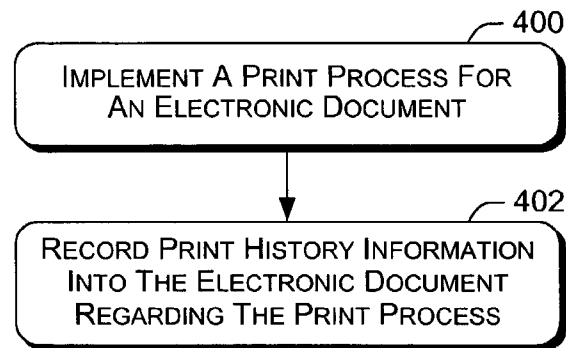 400
IMPLEMENT A PRINT PROCESS FOR
AN ELECTRONIC DOCUMENT
402
RECORD PRINT HISTORY INFORMATION
INTO THE ELECTRONIC DOCUMENT
REGARDING THE PRINT PROCESS